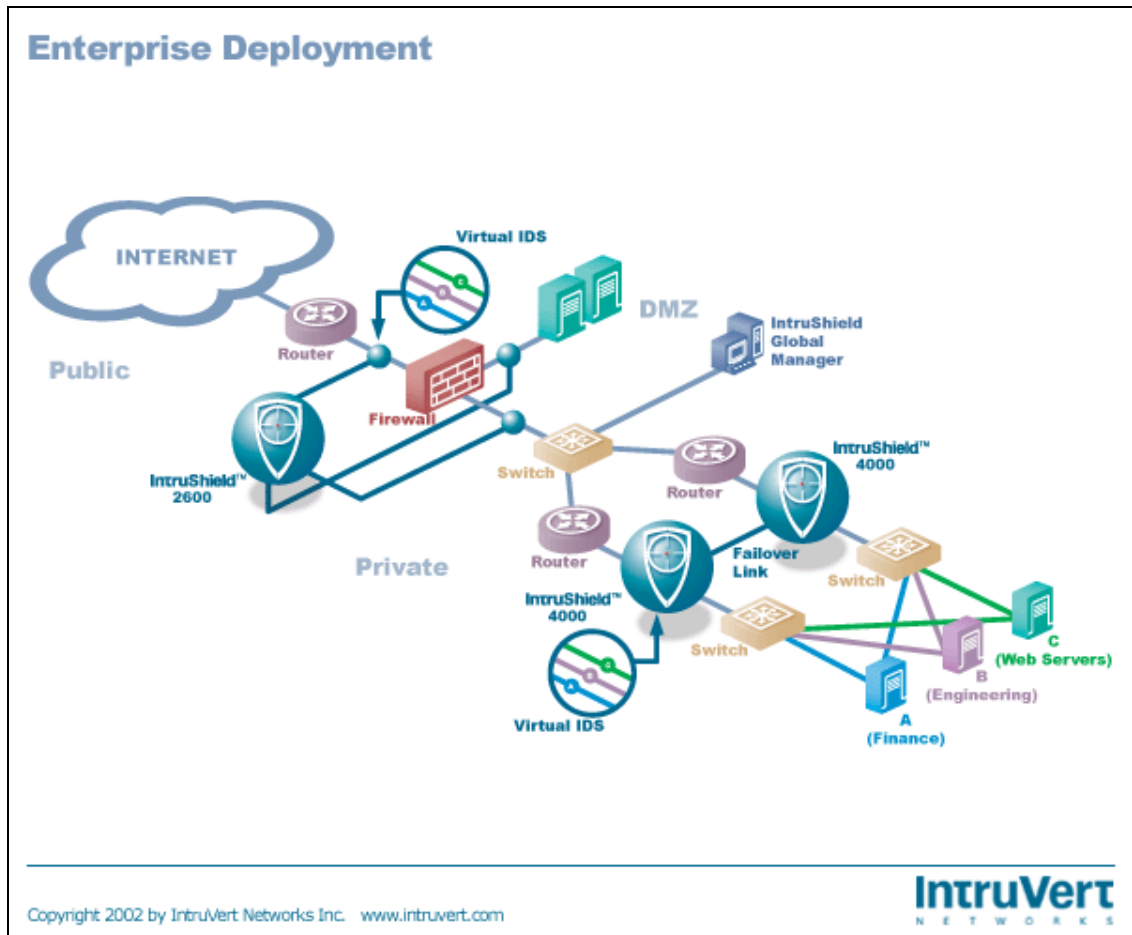 Enterprise Deployment
INTERNET
Virtual IDS
DMZ
IntruShield
Global
Manager
Router
Public
Firewall
IntruShield™
2600
Switch
IntruShield™
4000
Router
Private
Router
Failover
Link
Switch
IntruShield™
4000
Switch
C
(Web Servers)
B
(Engineering)
A
(Finance)
Virtual IDS
Copyright 2002 by IntruVert Networks Inc. www.intruvert.com
IntruVert
NETWORKS